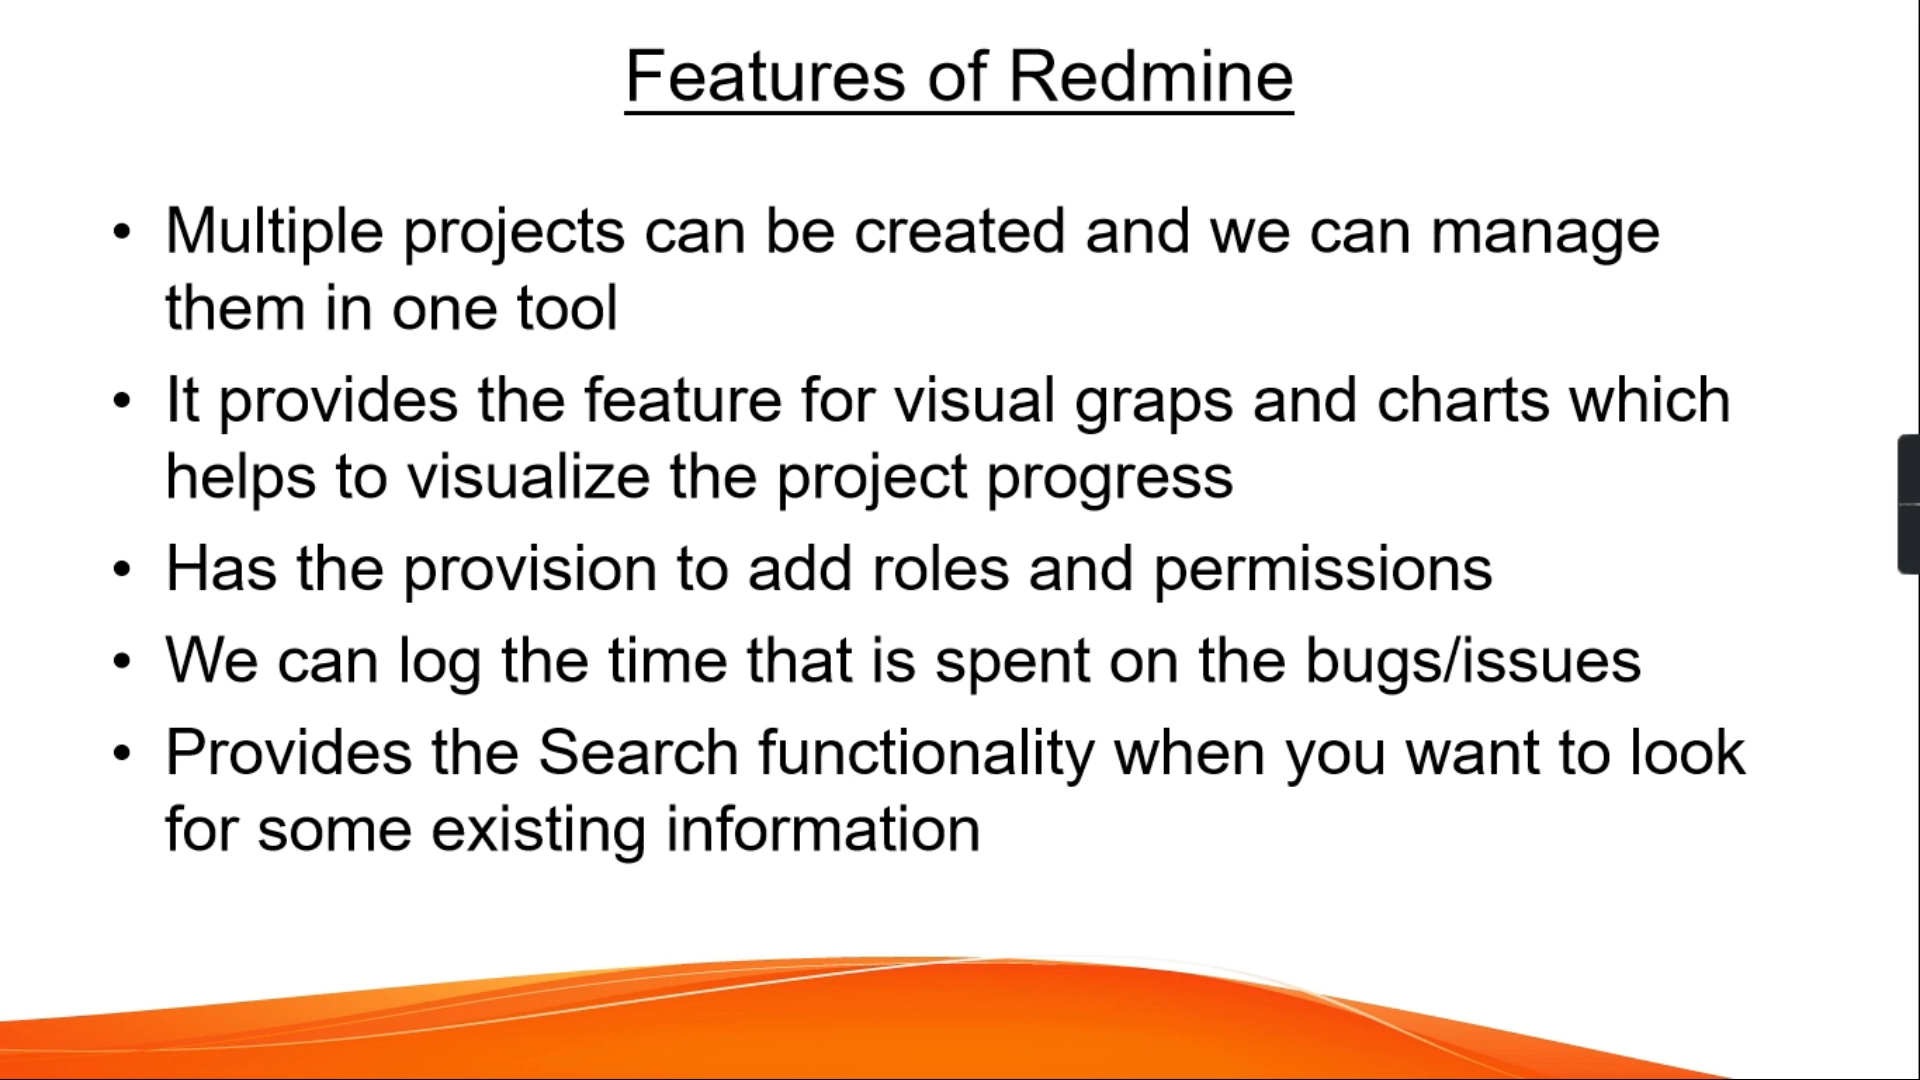 Features of Redmine
• Multiple projects can be created and we can manage
them in one tool
• It provides the feature for visual graps and charts which
helps to visualize the project progress
• Has the provision to add roles and permissions
• We can log the time that is spent on the bugs/issues
• Provides the Search functionality when you want to look
for some existing information